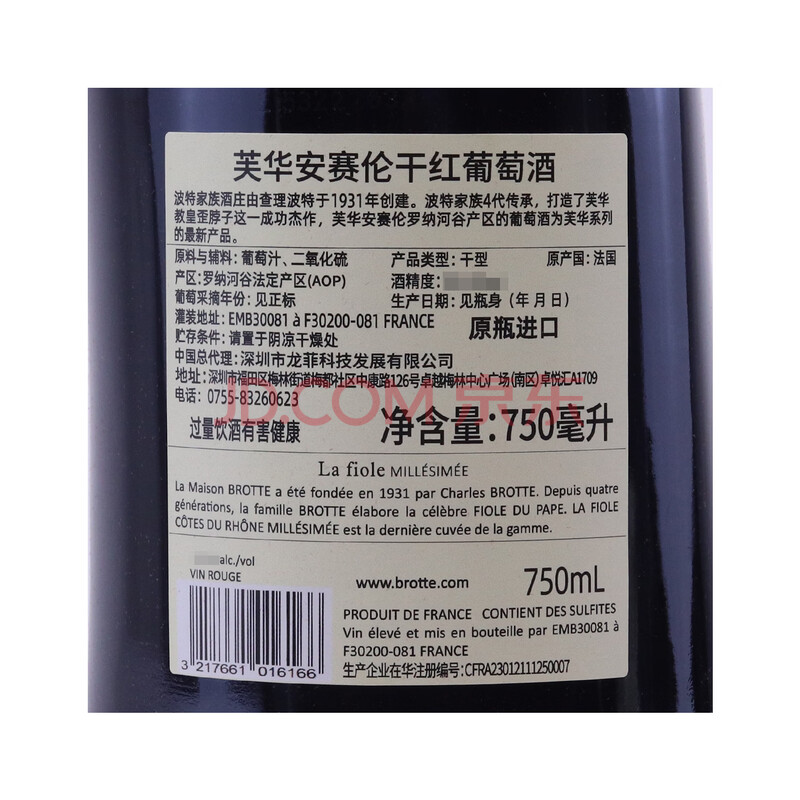 芙华安赛伦干红葡萄酒
波特家族酒庄由查理波特于1931年创建。波特家族4代传承，打造了芙华
教皇歪脖子这一成功杰作，芙华安赛伦罗纳河谷产区的葡萄酒为芙华系列
的最新产品。
原料与辅料：葡萄汁、二氧化硫 产品类型：干型 原产国：法国
产区：罗纳河谷法定产区(AOP) 酒精度：
葡萄采摘年份：见正标 生产日期：见瓶身（年 月 日）
灌装地址：EMB30081 à F30200-081 FRANCE 原瓶进口
贮存条件：请置于阴凉干燥处
中国总代理：深圳市龙菲科技发展有限公司
地址：深圳市福田区梅林街道梅都社区中康路126号卓越梅林中心广场(南区)卓悦汇A1709
电话：0755-83260623
JD.COM 京东
过量饮酒有害健康 净含量：750毫升
La fiole MILLÉSIMÉE
La Maison BROTTE a été fondée en 1931 par Charles BROTTE. Depuis quatre
générations, la famille BROTTE élabore la célèbre FIOLE DU PAPE. LA FIOLE
CÔTES DU RHÔNE MILLÉSIMÉE est la dernière cuvée de la gamme.
alc./vol
VIN ROUGE www.brotte.com 750mL
PRODUIT DE FRANCE CONTIENT DES SULFITES
Vin élevé et mis en bouteille par EMB30081 à
F30200-081 FRANCE
生产企业在华注册编号：CFRA23012111250007
3 217661 016166